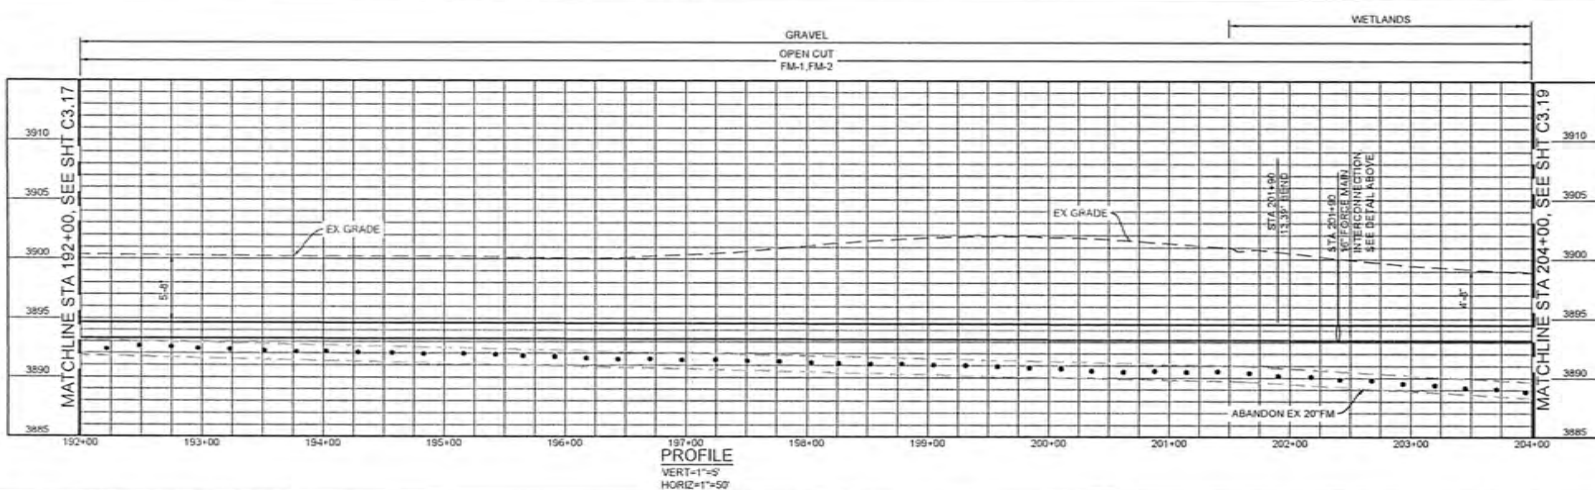 WETLANDS
GRAVEL
OPEN CUT
FM-1,FM-2
MATCHLINE STA 192+00, SEE SHT C3.17
MATCHLINE STA 204+00, SEE SHT C3.19
3910
3905
3900
3895
3890
3885
3910
3905
3900
3895
3890
3885
EX GRADE
EX GRADE
5'-8"
4'-8"
STA 201+90
BEND
STA 201+90
16" FORCE MAIN
INTERCONNECTION,
SEE DETAIL ABOVE
ABANDON EX 20"FM
192+00
193+00
194+00
195+00
196+00
197+00
198+00
199+00
200+00
201+00
202+00
203+00
204+00
PROFILE
VERT=1"=5'
HORIZ=1"=50'